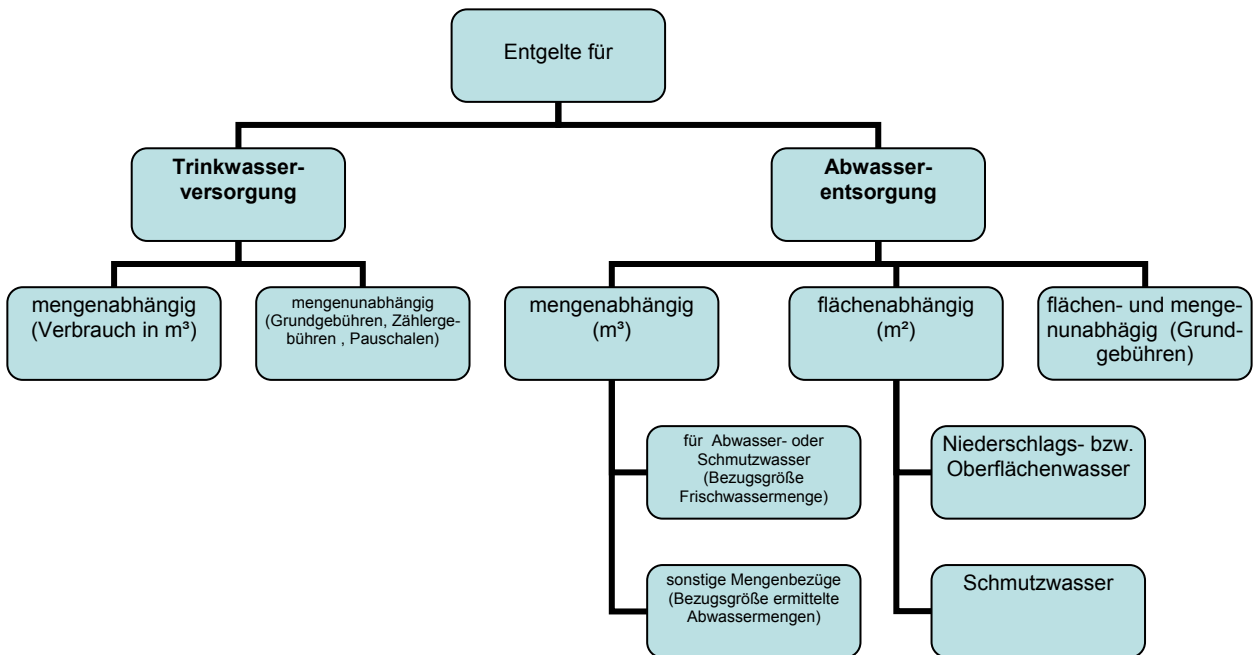 Entgelte für
Trinkwasser-
versorgung
Abwasser-
entsorgung
mengenabhängig
(Verbrauch in m³)
mengenunabhängig
(Grundgebühren, Zählerge-
bühren , Pauschalen)
mengenabhängig
(m³)
flächenabhängig
(m²)
flächen- und menge-
nunabhägig (Grund-
gebühren)
für Abwasser- oder
Schmutzwasser
(Bezugsgröße
Frischwassermenge)
Niederschlags- bzw.
Oberflächenwasser
sonstige Mengenbezüge
(Bezugsgröße ermittelte
Abwassermengen)
Schmutzwasser